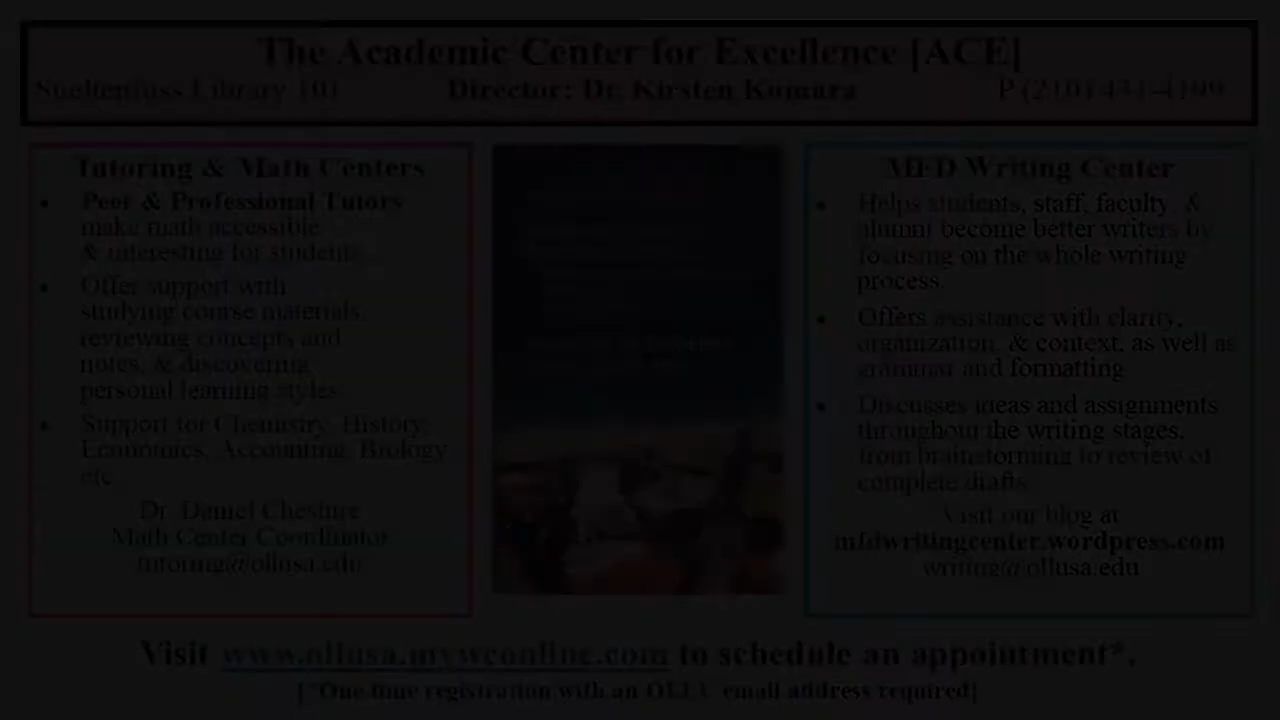 The Academic Center for Excellence [ACE]
Sueltenfuss Library 101 Director: Dr. Kirsten Komara P (210) 431-4199
Tutoring & Math Centers
• Peer & Professional Tutors
make math accessible
& interesting for students.
• Offer support with
studying course materials,
reviewing concepts and
notes, & discovering
personal learning styles.
• Support for Chemistry, History,
Economics, Accounting, Biology
etc.
Dr. Daniel Cheshire
Math Center Coordinator
tutoring@ollusa.edu
MFD Writing Center
• Helps students, staff, faculty, &
alumni become better writers by
focusing on the whole writing
process.
• Offers assistance with clarity,
organization, & context, as well as
grammar and formatting.
• Discusses ideas and assignments
throughout the writing stages,
from brainstorming to review of
complete drafts.
Visit our blog at
mfdwritingcenter.wordpress.com
writing@ollusa.edu
Visit www.ollusa.mywconline.com to schedule an appointment*.
[*One time registration with an OLLU email address required]